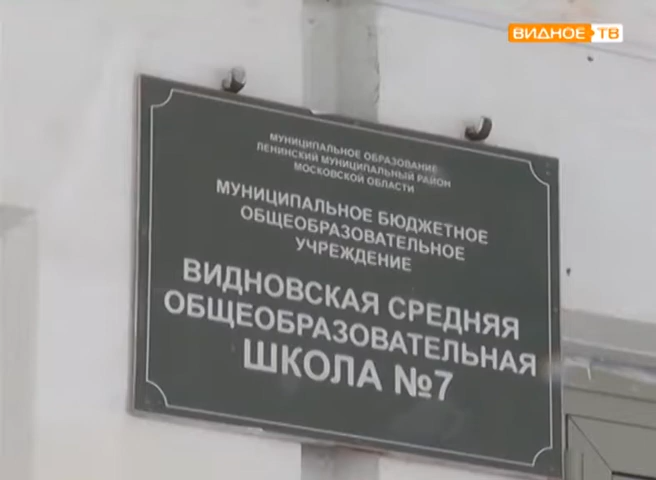 ВИДНОЕ ТВ
МУНИЦИПАЛЬНОЕ ОБРАЗОВАНИЕ
ЛЕНИНСКИЙ МУНИЦИПАЛЬНЫЙ РАЙОН
МОСКОВСКОЙ ОБЛАСТИ
МУНИЦИПАЛЬНОЕ БЮДЖЕТНОЕ
ОБЩЕОБРАЗОВАТЕЛЬНОЕ
УЧРЕЖДЕНИЕ
ВИДНОВСКАЯ СРЕДНЯЯ
ОБЩЕОБРАЗОВАТЕЛЬНАЯ
ШКОЛА №7